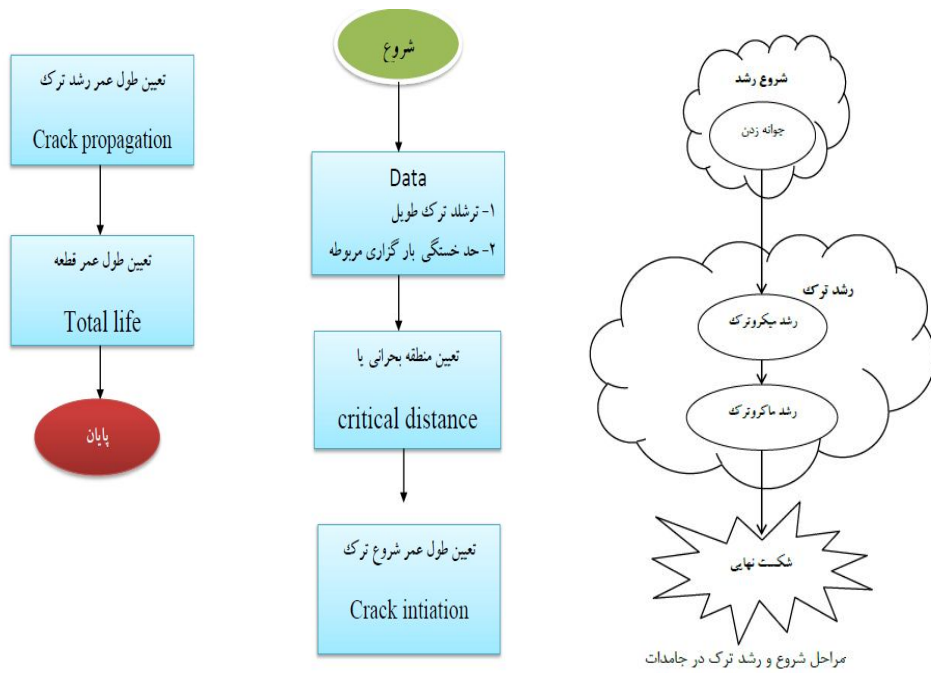 شروع
Data
۱- ترشلد ترک طویل
۲- حد خستگی بار گزاری مربوطه
تعیین منطقه بحرانی یا
critical distance
تعیین طول عمر شروع ترک
Crack intiation
تعیین طول عمر رشد ترک
Crack propagation
تعیین طول عمر قطعه
Total life
پایان
شروع رشد
جوانه زدن
رشد ترک
رشد میکروترک
رشد ماکروترک
شکست نهایی
مراحل شروع و رشد ترک در جامدات